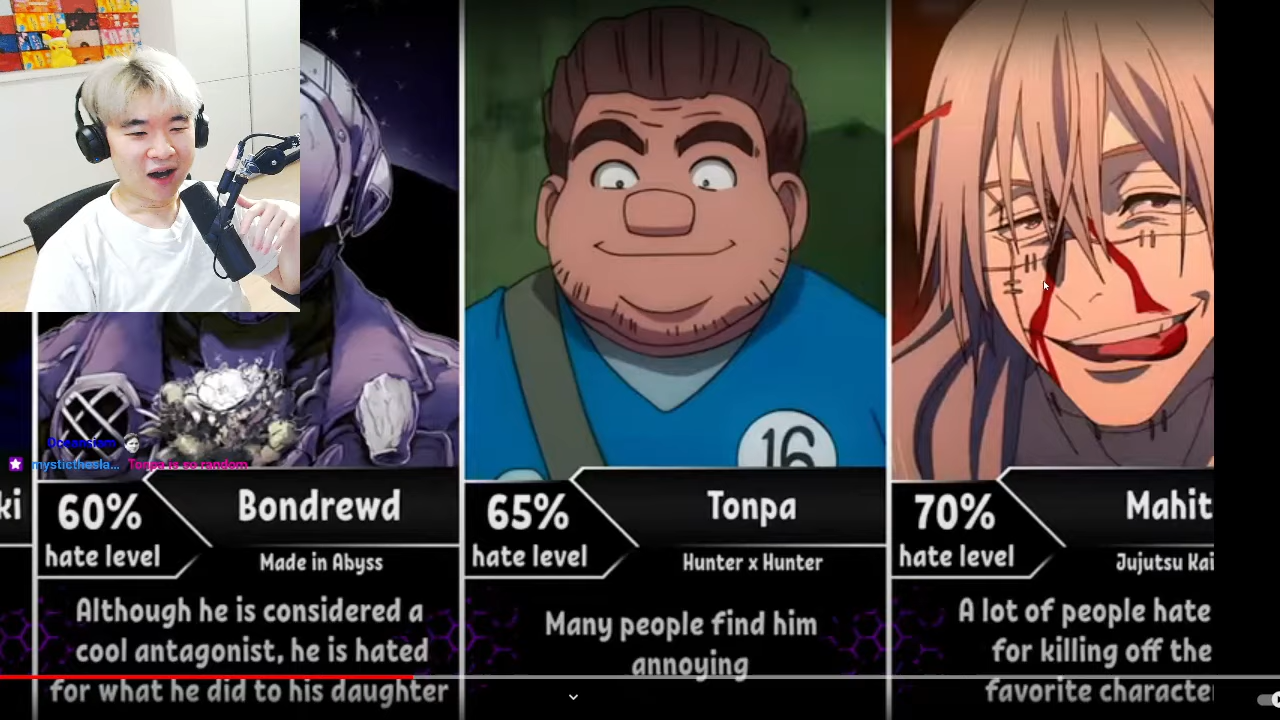 16
Oceansiam
mysticthesla... Tonpa is so random
ki
60%
hate level
Bondrewd
Made in Abyss
Although he is considered a
cool antagonist, he is hated
for what he did to his daughter
65%
hate level
Tonpa
Hunter x Hunter
Many people find him
annoying
70%
hate level
Mahit
Jujutsu Kai
A lot of people hate
for killing off the
favorite characte